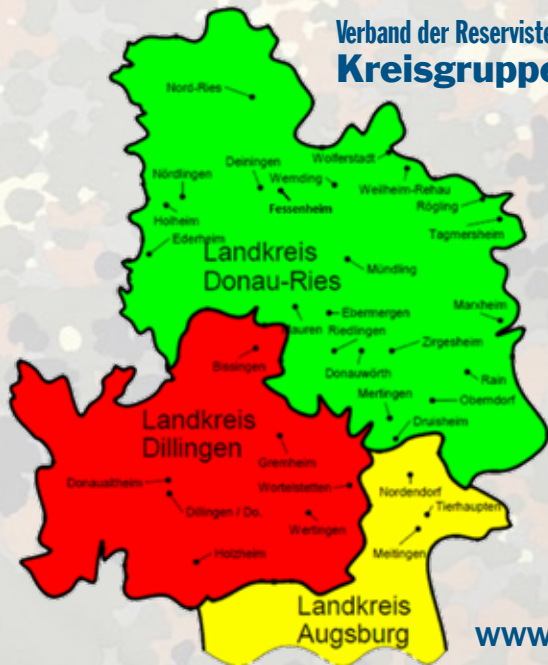 Verband der Reserviste
Kreisgruppe
Nord-Ries
Wolferstadt
Deiningen
Wemding
Nördlingen
Weilheim-Rehau
Fessenheim
Rögling
Holheim
Tagmersheim
Ederheim
Landkreis
Donau-Ries
Mündling
Marxheim
Ebermergen
Mauren Riedlingen
Zirgesheim
Bissingen
Donauwörth
Rain
Mertingen
Oberndorf
Landkreis
Dillingen
Druisheim
Gremheim
Donaualtheim
Wortelstetten
Nordendorf
Dillingen / Do.
Tierhaupten
Wertingen
Meitingen
Holzheim
Landkreis
Augsburg
www